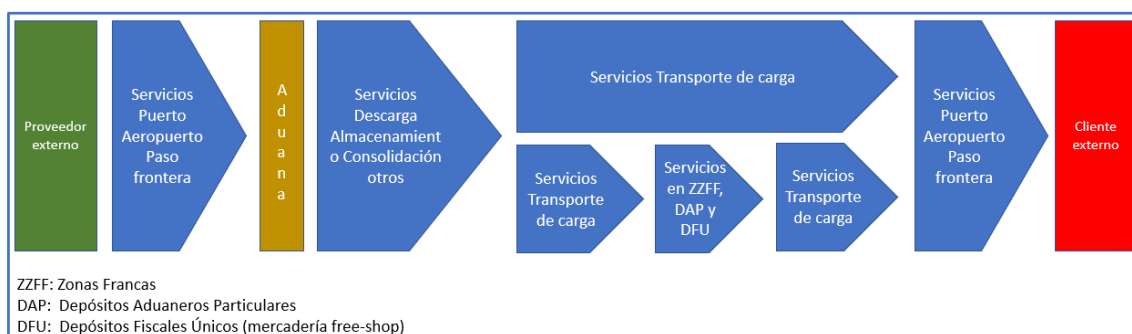 Proveedor
externo
Servicios
Puerto
Aeropuerto
Paso
frontera
A
d
u
a
n
a
Servicios
Descarga
Almacenamient
o Consolidación
otros
Servicios Transporte de carga
Servicios
Transporte
de carga
Servicios
en ZZFF,
DAP y
DFU
Servicios
Transporte
de carga
Servicios
Puerto
Aeropuerto
Paso
frontera
Cliente
externo
ZZFF: Zonas Francas
DAP: Depósitos Aduaneros Particulares
DFU: Depósitos Fiscales Únicos (mercadería free-shop)